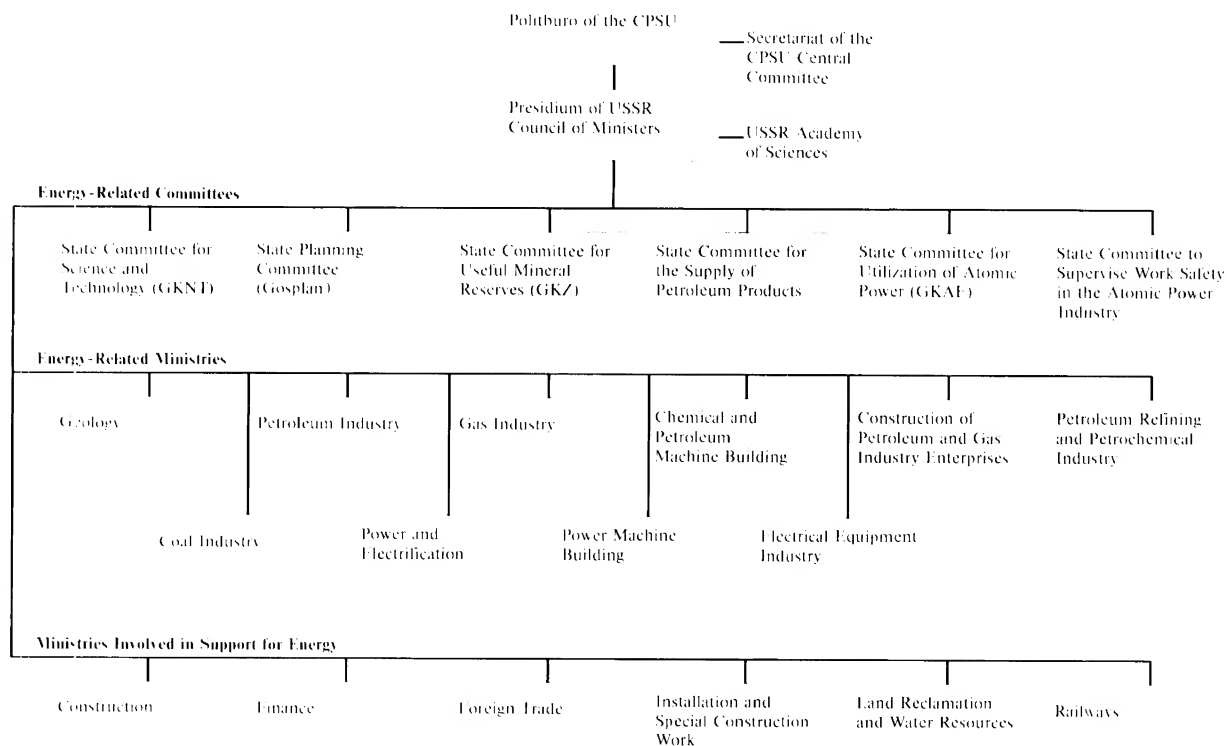 Politburo of the CPSU
Secretariat of the
CPSU Central
Committee
Presidium of USSR
Council of Ministers
USSR Academy
of Sciences
Energy-Related Committees
State Committee for
Science and
Technology (GKNT)
State Planning
Committee
(Gosplan)
State Committee for
Useful Mineral
Reserves (GKZ)
State Committee for
the Supply of
Petroleum Products
State Committee for
Utilization of Atomic
Power (GKAE)
State Committee to
Supervise Work Safety
in the Atomic Power
Industry
Energy-Related Ministries
Geology
Petroleum Industry
Gas Industry
Chemical and
Petroleum
Machine Building
Construction of
Petroleum and Gas
Industry Enterprises
Petroleum Refining
and Petrochemical
Industry
Coal Industry
Power and
Electrification
Power Machine
Building
Electrical Equipment
Industry
Ministries Involved in Support for Energy
Construction
Finance
Foreign Trade
Installation and
Special Construction
Work
Land Reclamation
and Water Resources
Railways